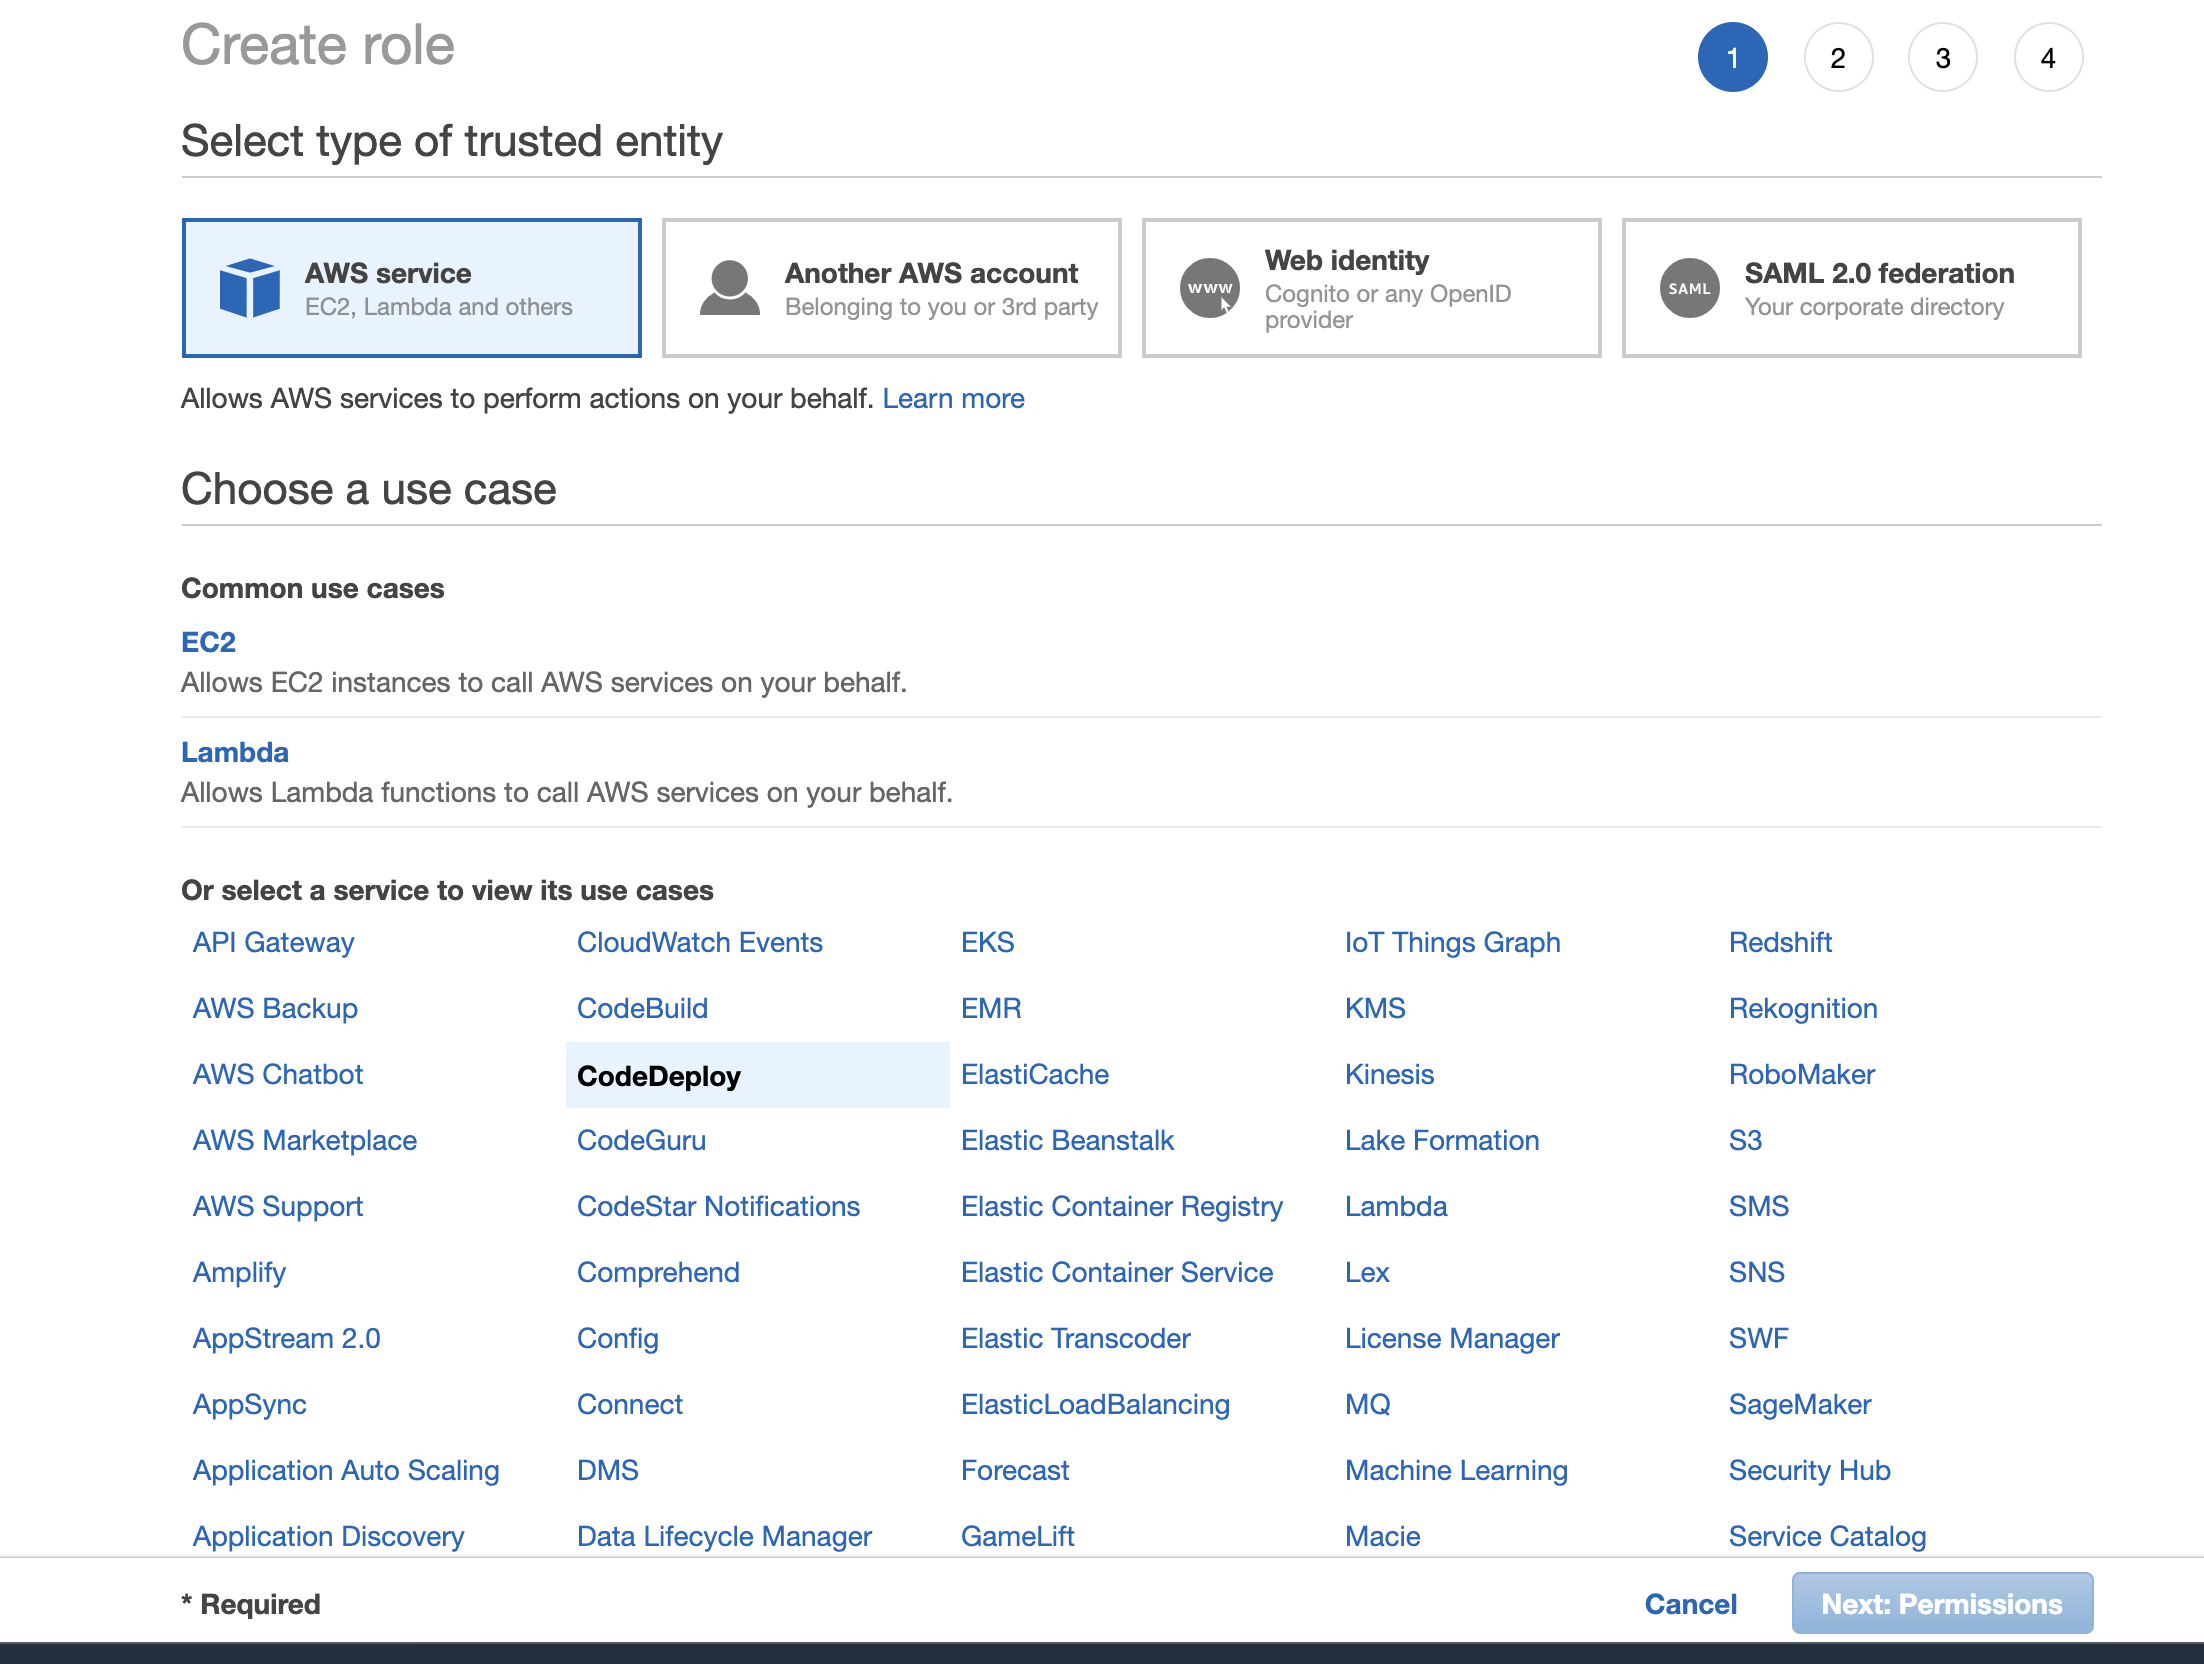 Create role
1 2 3 4
Select type of trusted entity
AWS service
EC2, Lambda and others
Another AWS account
Belonging to you or 3rd party
www
Web identity
Cognito or any OpenID
provider
SAML
SAML 2.0 federation
Your corporate directory
Allows AWS services to perform actions on your behalf. Learn more
Choose a use case
Common use cases
EC2
Allows EC2 instances to call AWS services on your behalf.
Lambda
Allows Lambda functions to call AWS services on your behalf.
Or select a service to view its use cases
API Gateway CloudWatch Events EKS IoT Things Graph Redshift
AWS Backup CodeBuild EMR KMS Rekognition
AWS Chatbot CodeDeploy ElastiCache Kinesis RoboMaker
AWS Marketplace CodeGuru Elastic Beanstalk Lake Formation S3
AWS Support CodeStar Notifications Elastic Container Registry Lambda SMS
Amplify Comprehend Elastic Container Service Lex SNS
AppStream 2.0 Config Elastic Transcoder License Manager SWF
AppSync Connect ElasticLoadBalancing MQ SageMaker
Application Auto Scaling DMS Forecast Machine Learning Security Hub
Application Discovery Data Lifecycle Manager GameLift Macie Service Catalog
* Required Cancel Next: Permissions